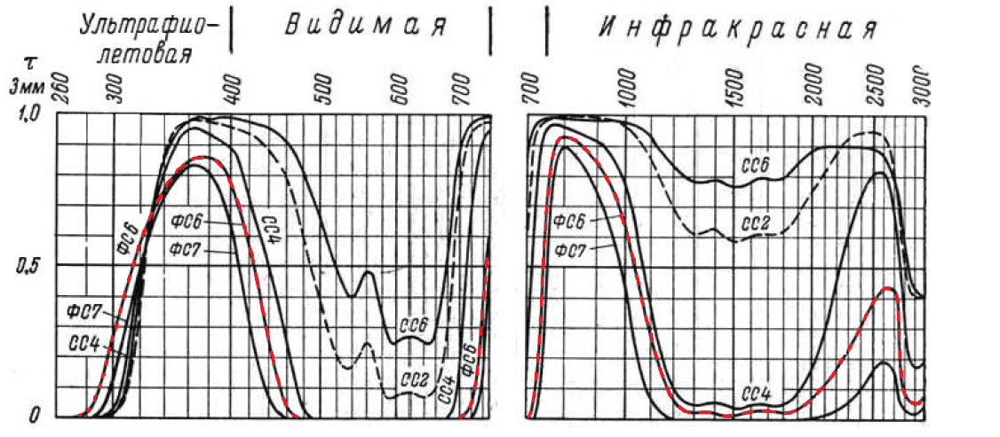 Ультрафио-
летовая
Видимая
Инфракрасная
τ
3мм
260 300 400 500 600 700
700 1000 1500 2000 2500 3000
1,0
0,5
0
ФС6
ФС7
СС4
ФС6
ФС7
СС4
СС6
СС2
СС4
ФС6
СС6
СС2
ФС6
ФС7
СС4